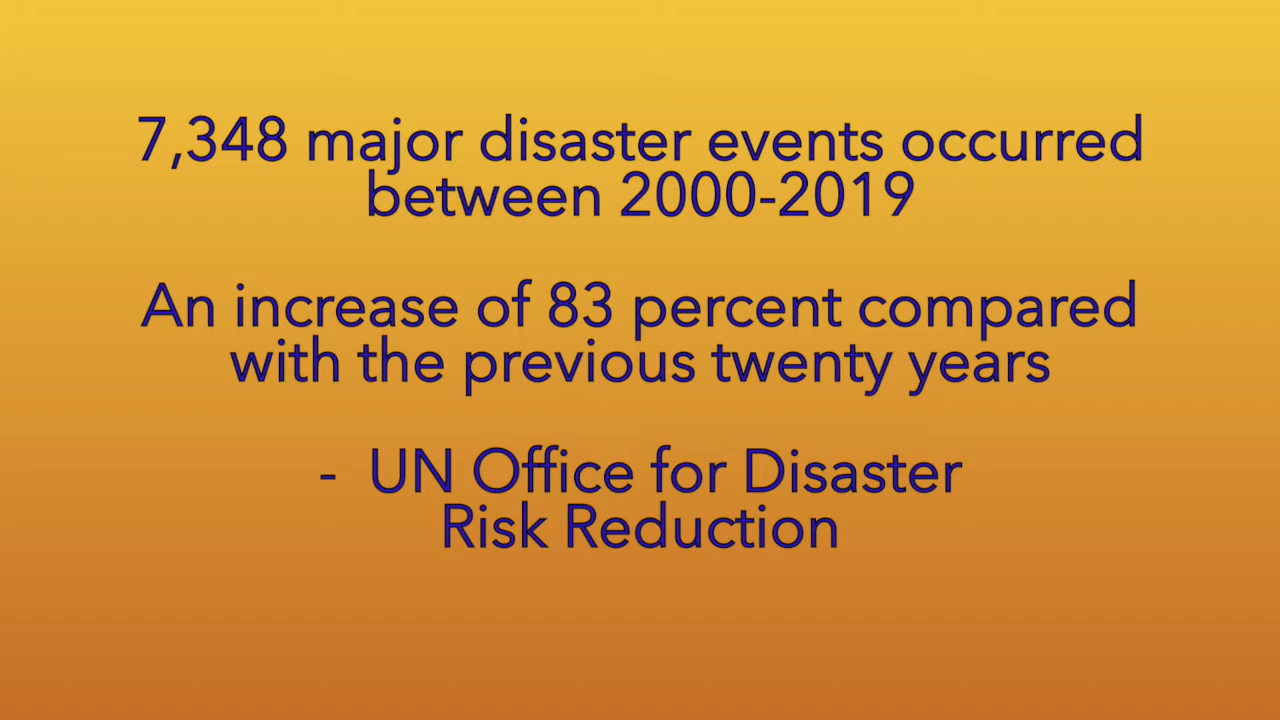 7,348 major disaster events occurred
between 2000-2019
An increase of 83 percent compared
with the previous twenty years
- UN Office for Disaster
Risk Reduction